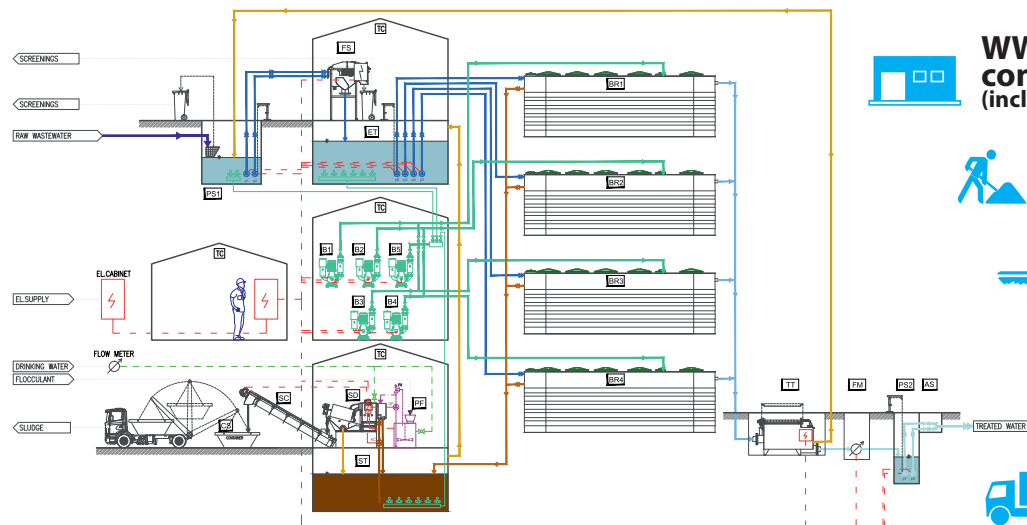 TC
FS
SCREENINGS
SCREENINGS
RAW WASTEWATER
ET
PS1
BR1
BR2
BR3
BR4
WW
con
(incl
TC
B1
B2
B5
B3
B4
TC
EL.CABINET
EL.SUPPLY
FLOW METER
DRINKING WATER
FLOCCULANT
SLUDGE
TC
SC
SD
PF
CS
CONTAINER
ST
TT
FM
PS2
AS
TREATED WATER